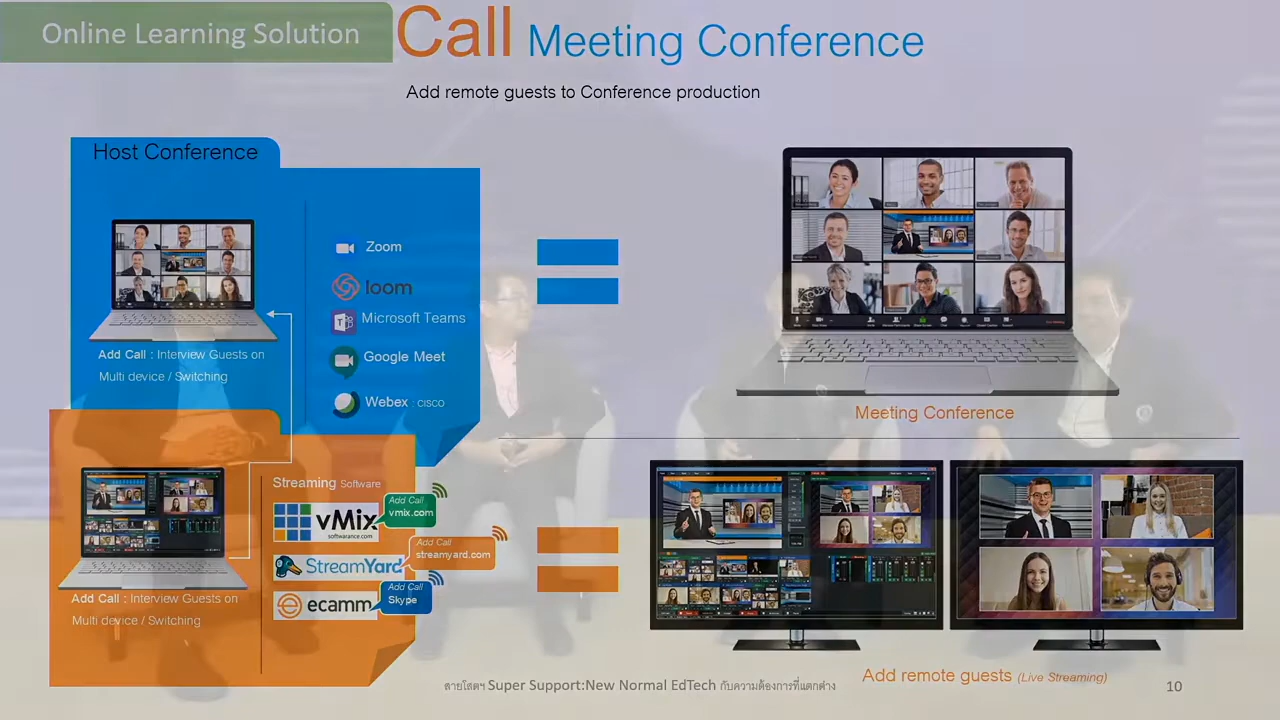 Online Learning Solution
Call Meeting Conference
Add remote guests to Conference production
Host Conference
Zoom
loom
Microsoft Teams
Google Meet
Webex : CISCO
Add Call : Interview Guests on
Multi device / Switching
Meeting Conference
Streaming Software
vMix
softwarance.com
Add Call
vmix.com
StreamYard
Add Call
streamyard.com
ecamm
Add Call
Skype
Add Call : Interview Guests on
Multi device / Switching
Add remote guests (Live Streaming)
สายโสตฯ Super Support:New Normal EdTech กับความต้องการที่แตกต่าง
10